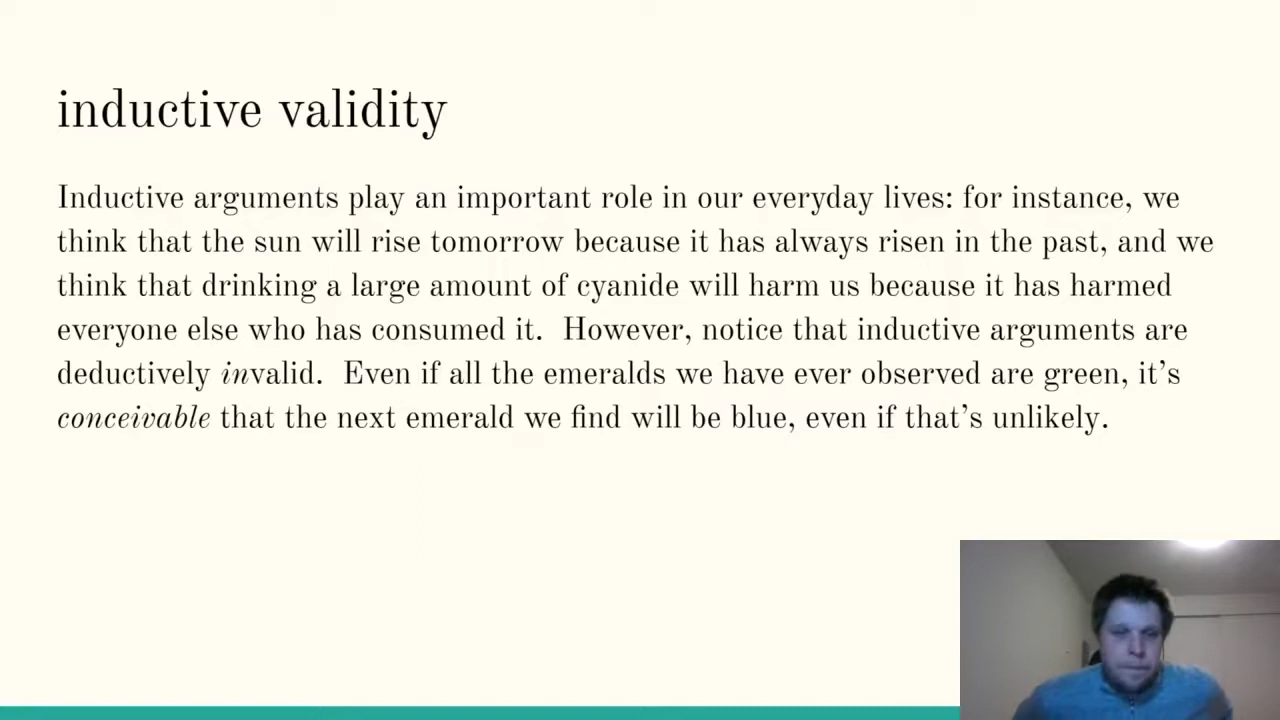 inductive validity
Inductive arguments play an important role in our everyday lives: for instance, we
think that the sun will rise tomorrow because it has always risen in the past, and we
think that drinking a large amount of cyanide will harm us because it has harmed
everyone else who has consumed it.  However, notice that inductive arguments are
deductively invalid.  Even if all the emeralds we have ever observed are green, it’s
conceivable that the next emerald we find will be blue, even if that’s unlikely.